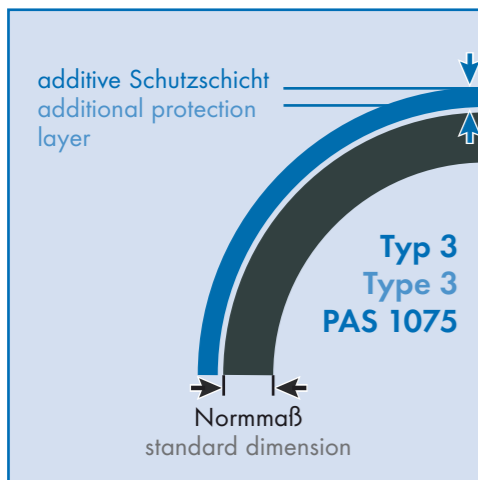 additive Schutzschicht
additional protection
layer
Typ 3
Type 3
PAS 1075
Normmaß
standard dimension